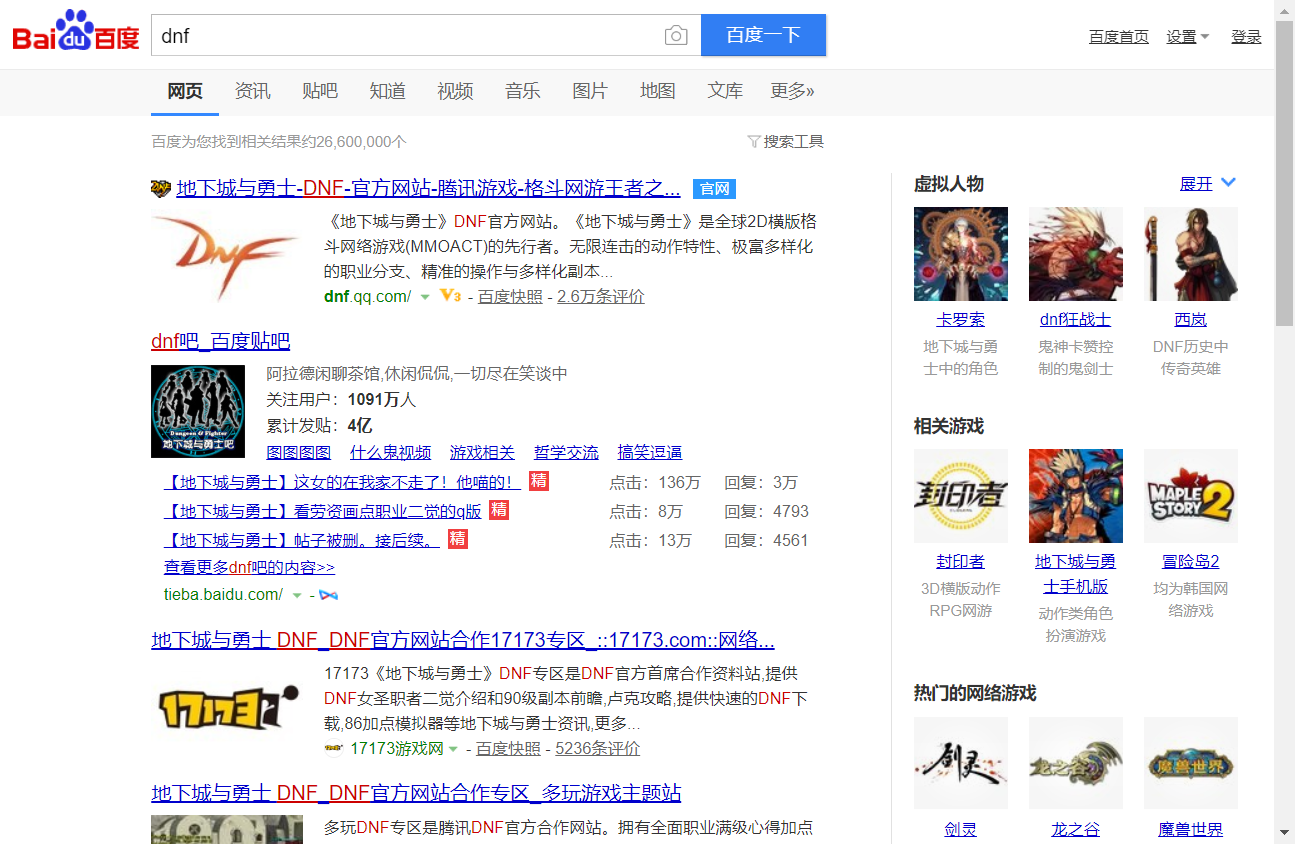 Bai du 百度
dnf
百度一下
百度首页 设置 登录
网页 资讯 贴吧 知道 视频 音乐 图片 地图 文库 更多»
百度为您找到相关结果约26,600,000个
搜索工具
地下城与勇士-DNF-官方网站-腾讯游戏-格斗网游王者之... 官网
DNF
《地下城与勇士》DNF官方网站。《地下城与勇士》是全球2D横版格
斗网络游戏(MMOACT)的先行者。无限连击的动作特性、极富多样化
的职业分支、精准的操作与多样化副本...
dnf.qq.com/ V3 - 百度快照 - 2.6万条评价
dnf吧_百度贴吧
Dungeon & Fighter
地下城与勇士吧
阿拉德闲聊茶馆,休闲侃侃,一切尽在笑谈中
关注用户：1091万人
累计发贴：4亿
图图图图 什么鬼视频 游戏相关 哲学交流 搞笑逗逼
【地下城与勇士】这女的在我家不走了！他喵的！ 精 点击：136万 回复：3万
【地下城与勇士】看劳资画点职业二觉的q版 精 点击：8万 回复：4793
【地下城与勇士】帖子被删。接后续。 精 点击：13万 回复：4561
查看更多dnf吧的内容>>
tieba.baidu.com/ -
地下城与勇士 DNF_DNF官方网站合作17173专区_::17173.com::网络...
17173
17173《地下城与勇士》DNF专区是DNF官方首席合作资料站,提供
DNF女圣职者二觉介绍和90级副本前瞻,卢克攻略,提供快速的DNF下
载,86加点模拟器等地下城与勇士资讯,更多...
17173游戏网 - 百度快照 - 5236条评价
地下城与勇士 DNF_DNF官方网站合作专区_多玩游戏主题站
多玩DNF专区是腾讯DNF官方合作网站。拥有全面职业满级心得加点
虚拟人物 展开
卡罗索 dnf狂战士 西岚
地下城与勇 鬼神卡赞控 DNF历史中
士中的角色 制的鬼剑士 传奇英雄
相关游戏
封印者
MAPLE STORY 2
封印者 地下城与勇 冒险岛2
士手机版
3D横版动作 均为韩国网
RPG网游 络游戏
动作类角色
扮演游戏
热门的网络游戏
剑灵 龙之谷 魔兽世界
剑灵 龙之谷 魔兽世界